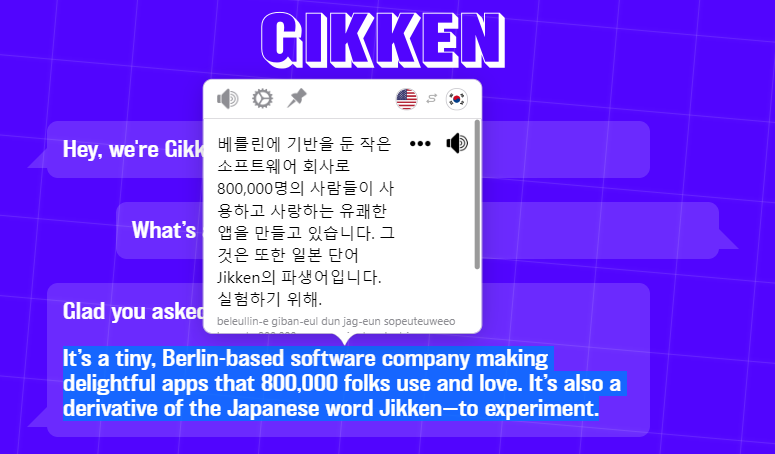 GIKKEN
Hey, we're Gikk
What's
Glad you asked
베를린에 기반을 둔 작은
소프트웨어 회사로
800,000명의 사람들이 사
용하고 사랑하는 유쾌한
앱을 만들고 있습니다. 그
것은 또한 일본 단어
Jikken의 파생어입니다.
실험하기 위해.
beleullin-e giban-eul dun jag-eun sopeuteuweeo
It's a tiny, Berlin-based software company making
delightful apps that 800,000 folks use and love. It's also a
derivative of the Japanese word Jikken—to experiment.